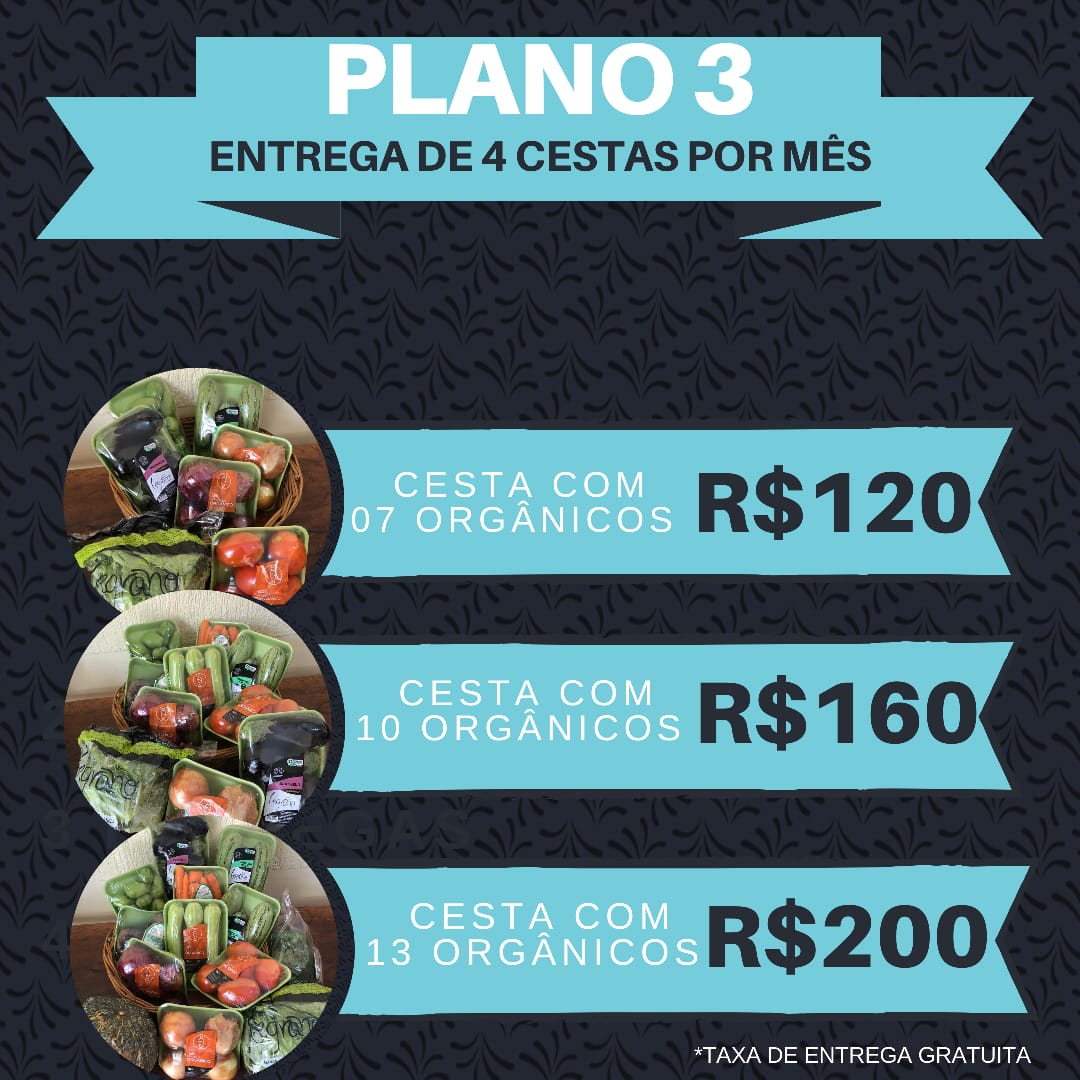 PLANO 3
ENTREGA DE 4 CESTAS POR MÊS
CESTA COM
07 ORGÂNICOS
R$120
CESTA COM
10 ORGÂNICOS
R$160
CESTA COM
13 ORGÂNICOS
R$200
*TAXA DE ENTREGA GRATUITA